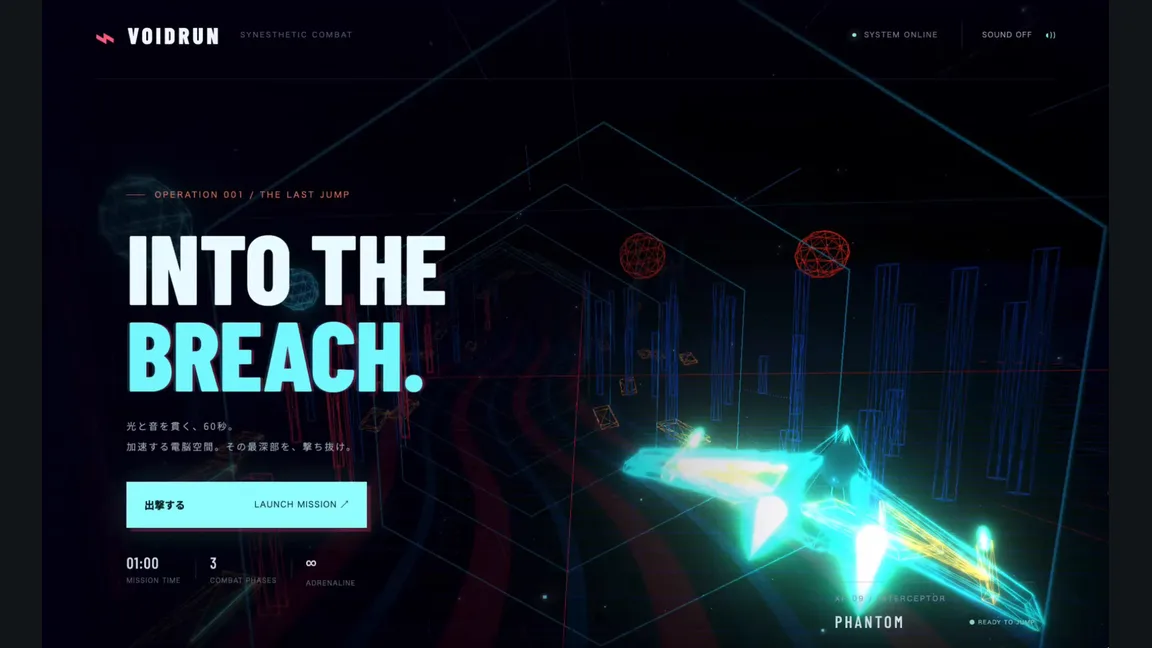 VOIDRUN
SYNESTHETIC COMBAT
SYSTEM ONLINE
SOUND OFF
OPERATION 001 / THE LAST JUMP
INTO THE
BREACH.
光と音を貫く、60秒。
加速する電脳空間。その最深部を、撃ち抜け。
出撃する
LAUNCH MISSION ↗
01:00
MISSION TIME
3
COMBAT PHASES
∞
ADRENALINE
PHANTOM
READY TO JUMP